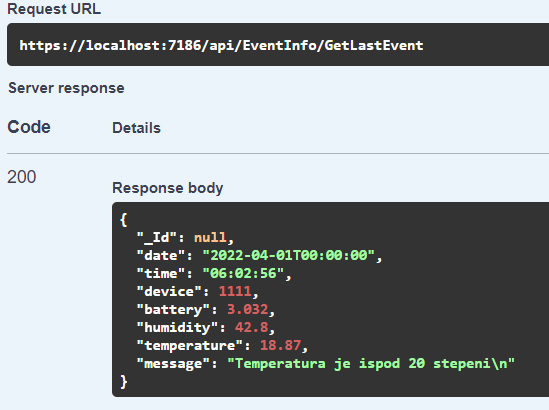 Request URL
https://localhost:7186/api/EventInfo/GetLastEvent
Server response
Code Details
200
Response body
{
  "_Id": null,
  "date": "2022-04-01T00:00:00",
  "time": "06:02:56",
  "device": 1111,
  "battery": 3.032,
  "humidity": 42.8,
  "temperature": 18.87,
  "message": "Temperatura je ispod 20 stepeni\n"
}